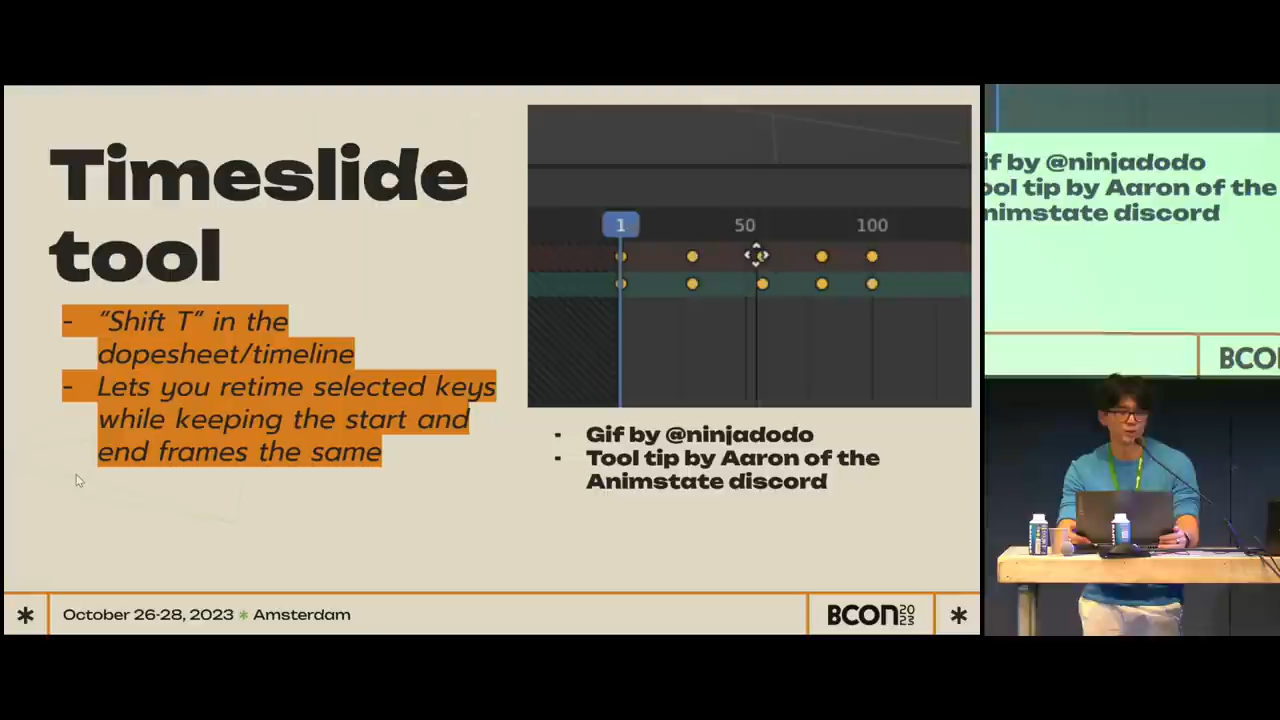 Timeslide
tool
- “Shift T“ in the
dopesheet/timeline
- Lets you retime selected keys
while keeping the start and
end frames the same
1 50 100
- Gif by @ninjadodo
- Tool tip by Aaron of the
Animstate discord
October 26-28, 2023 * Amsterdam
BCON 2023
if by @ninjadodo
ool tip by Aaron of the
nimstate discord
BCO